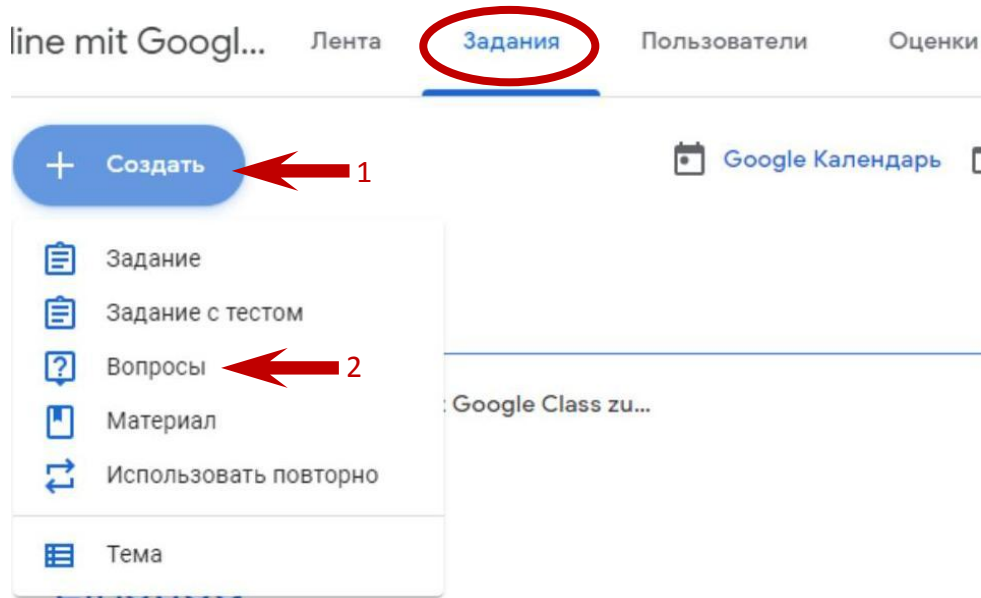 line mit Googl... Лента Задания Пользователи Оценки
+ Создать 1 Google Календарь
Задание
Задание с тестом
Вопросы 2
Материал
Google Class zu...
Использовать повторно
Тема